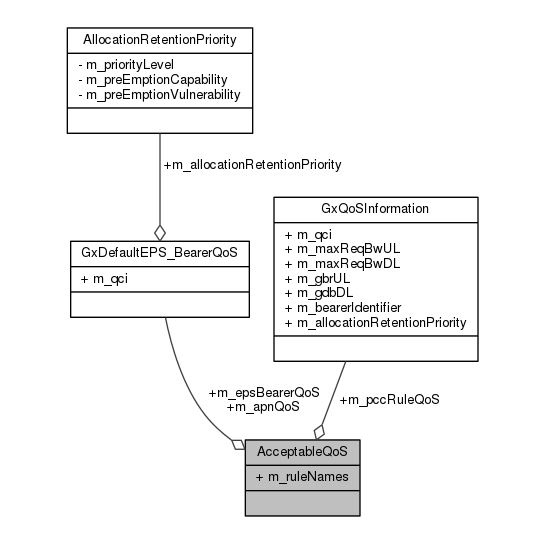 AllocationRetentionPriority
- m_priorityLevel
- m_preEmptionCapability
- m_preEmptionVulnerability
+m_allocationRetentionPriority
GxQoSInformation
+ m_qci
+ m_maxReqBwUL
+ m_maxReqBwDL
+ m_gbrUL
+ m_gdbDL
+ m_bearerIdentifier
+ m_allocationRetentionPriority
GxDefaultEPS_BearerQoS
+ m_qci
+m_epsBearerQoS
+m_apnQoS
+m_pccRuleQoS
AcceptableQoS
+ m_ruleNames